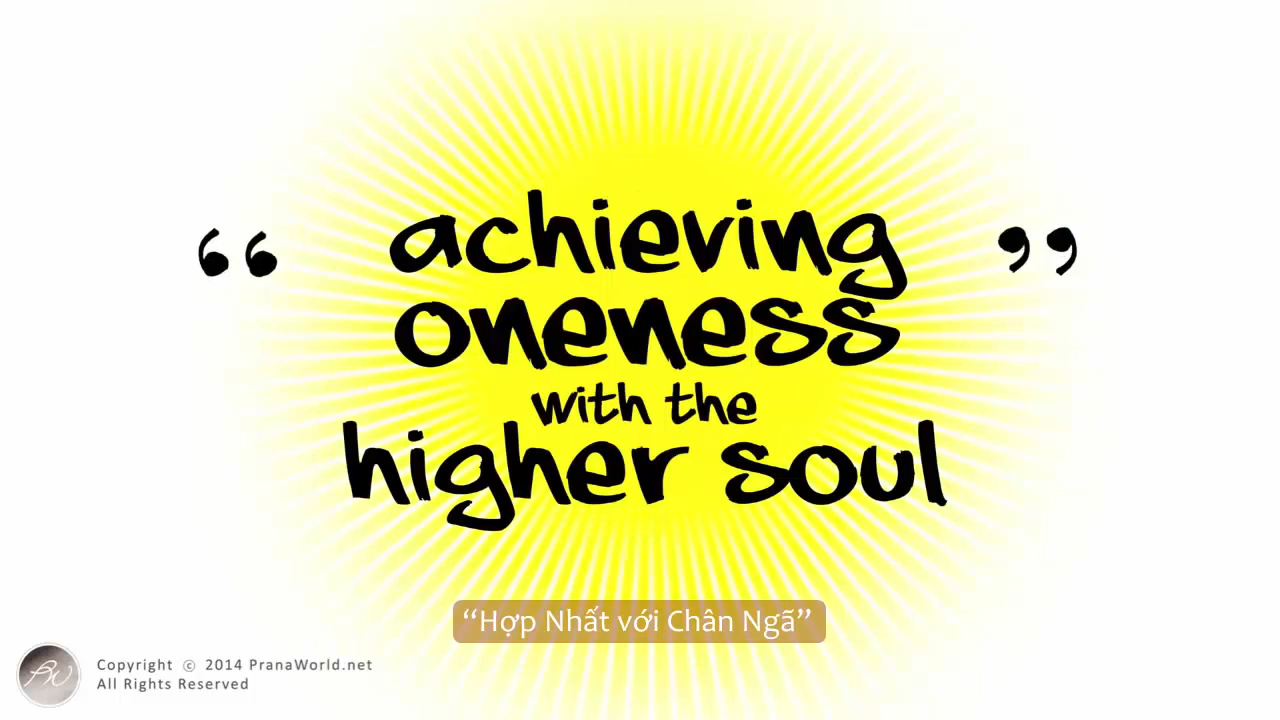 “ achieving ”
oneness
with the
higher soul
“Hợp Nhất với Chân Ngã”
Copyright © 2014 PranaWorld.net
All Rights Reserved